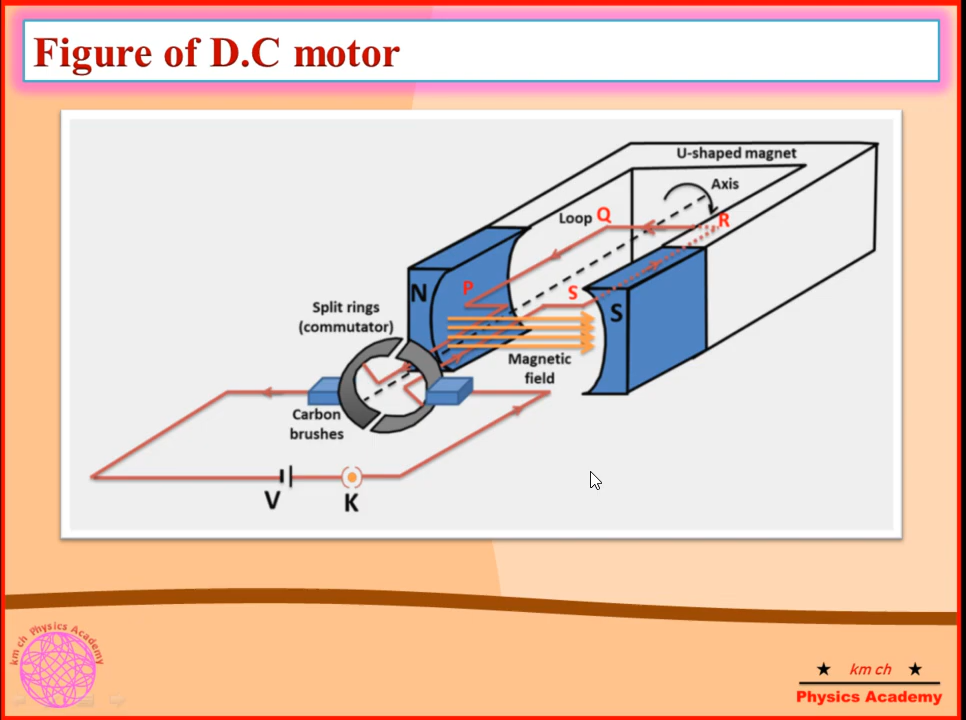 Figure of D.C motor
U-shaped magnet
Axis
Loop Q
R
P
S
N
S
Split rings
(commutator)
Magnetic
field
Carbon
brushes
V
K
km ch Physics Academy
★ km ch ★
Physics Academy